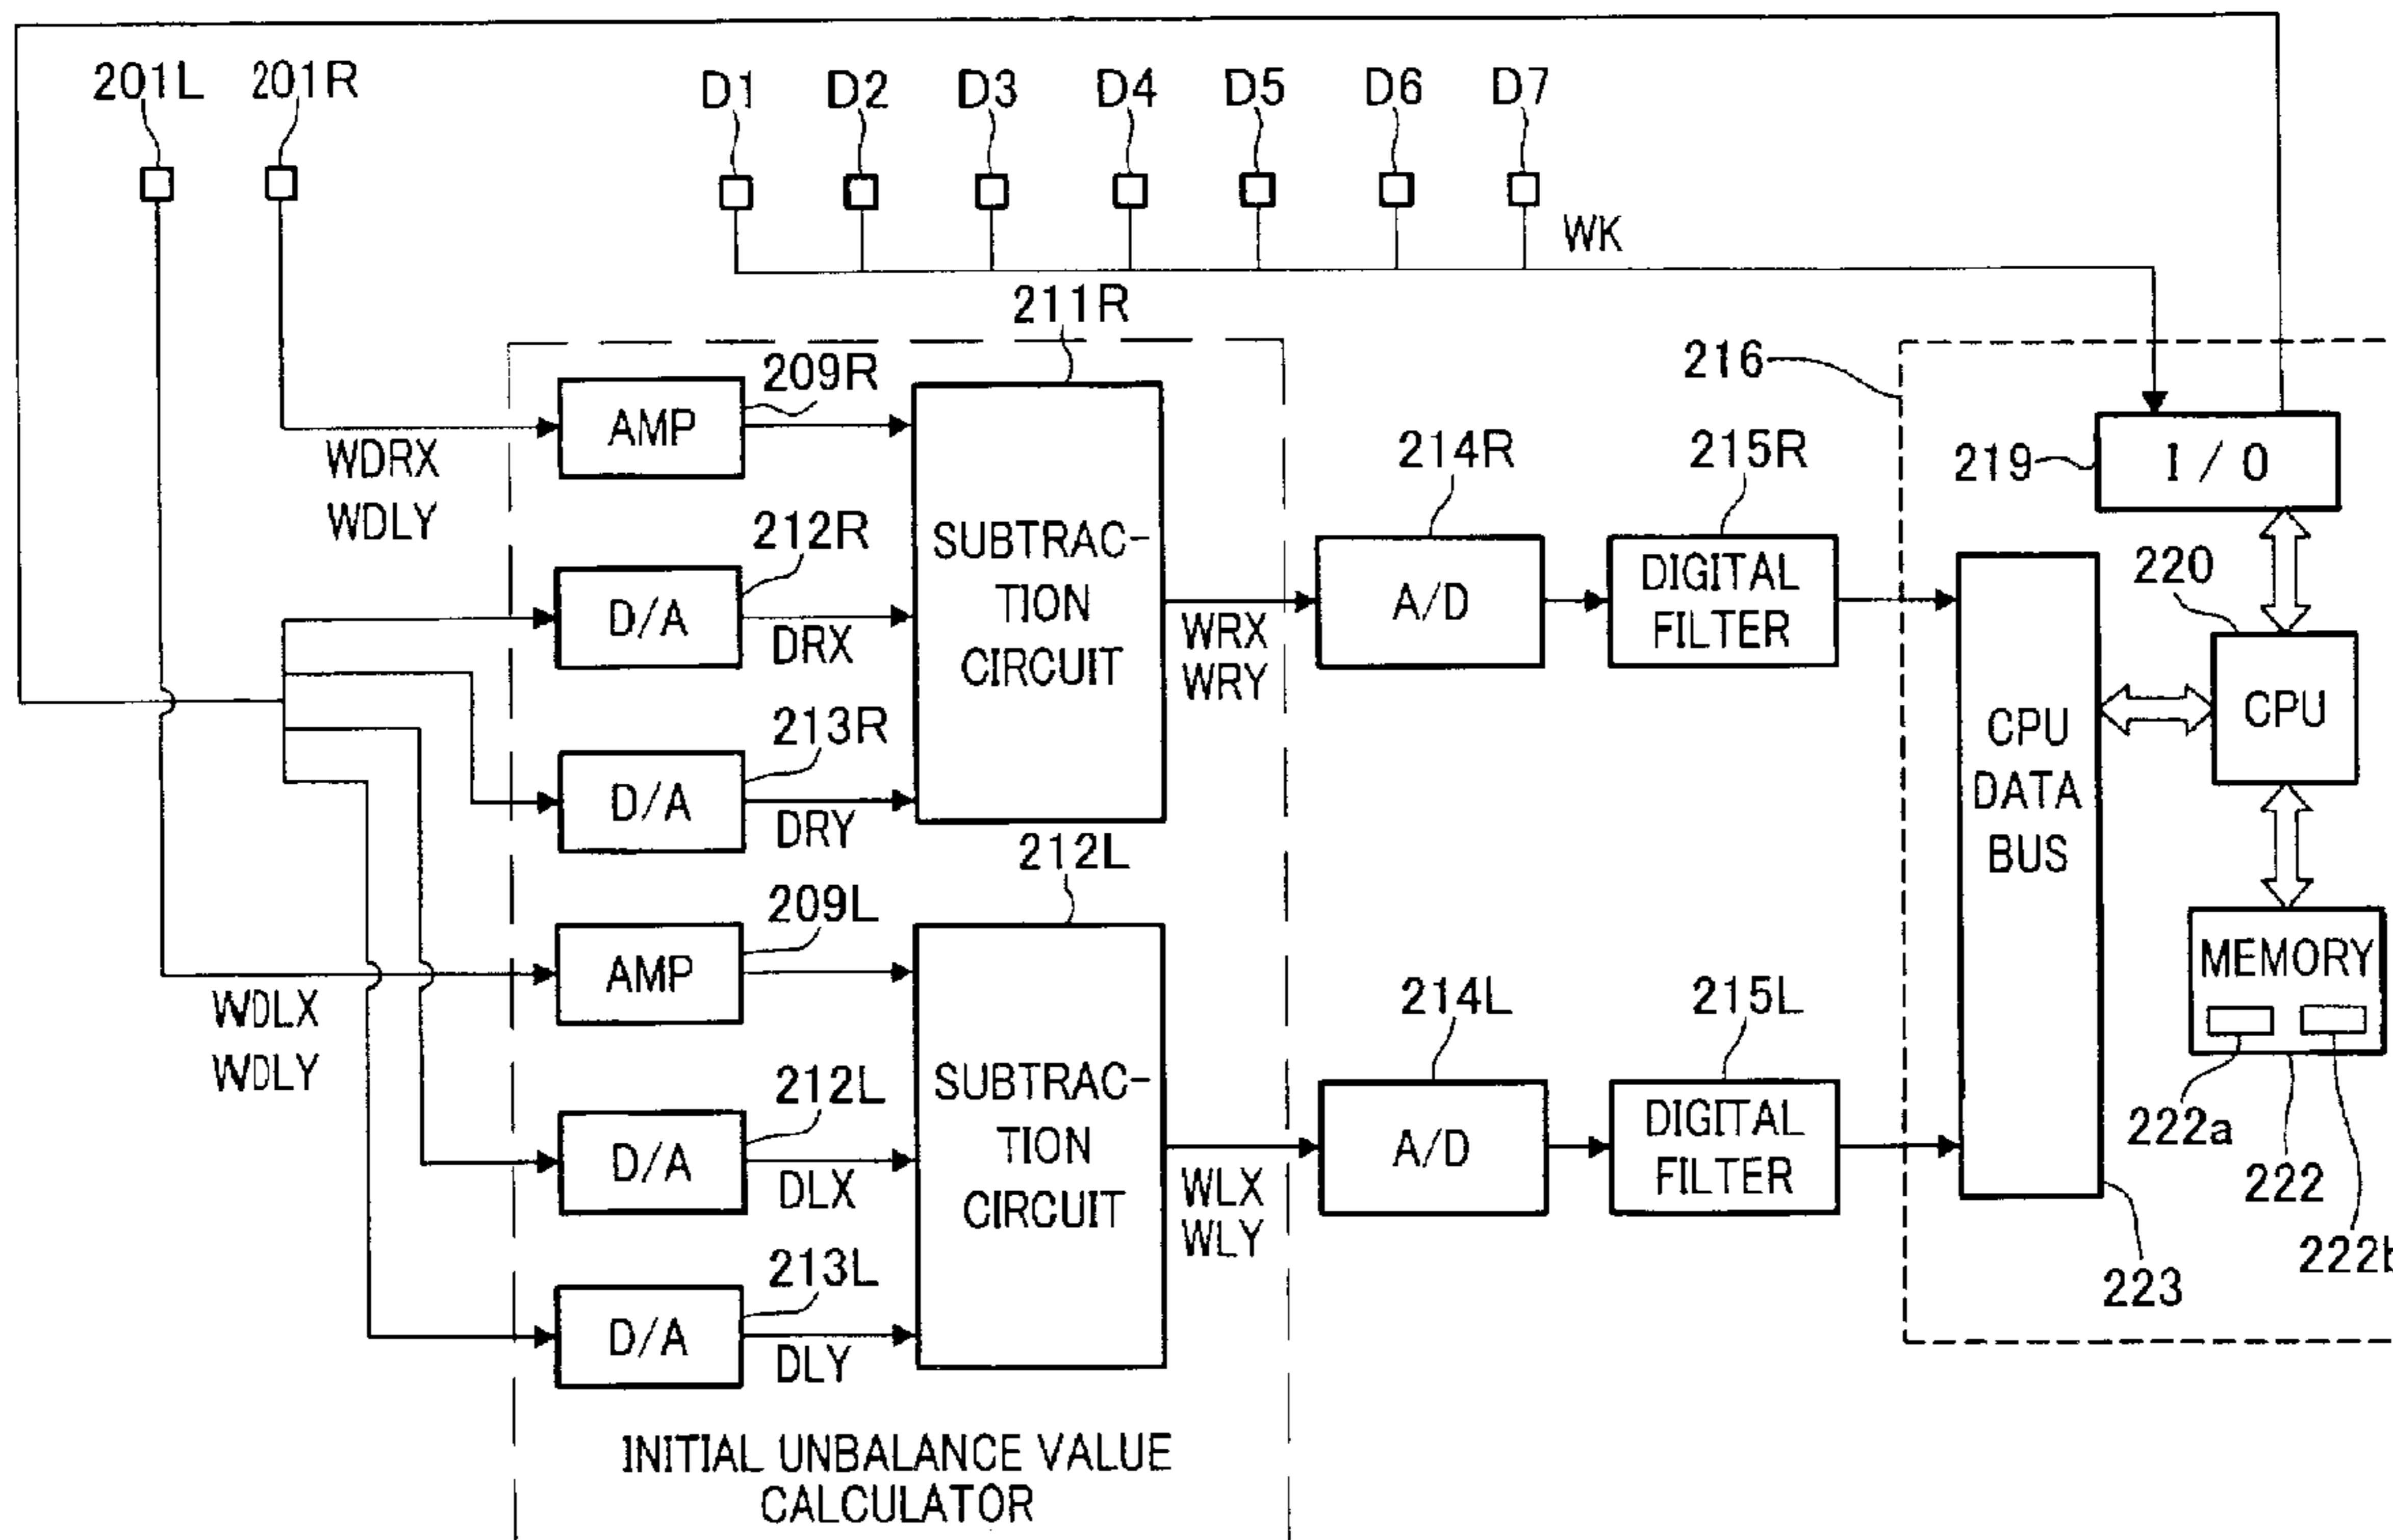 201L 201R D1 D2 D3 D4 D5 D6 D7
WK
211R
209R
216
AMP
WDRX
WDLY
214R
215R
219
I / O
212R
SUBTRAC-
TION
CIRCUIT
D/A
DRX
WRX
WRY
A/D
DIGITAL
FILTER
220
CPU
213R
D/A
DRY
CPU
DATA
BUS
212L
209L
AMP
WDLX
WDLY
MEMORY
214L
215L
212L
SUBTRAC-
TION
CIRCUIT
D/A
DLX
WLX
WLY
A/D
DIGITAL
FILTER
222a
222
223
213L
D/A
DLY
INITIAL UNBALANCE VALUE
CALCULATOR